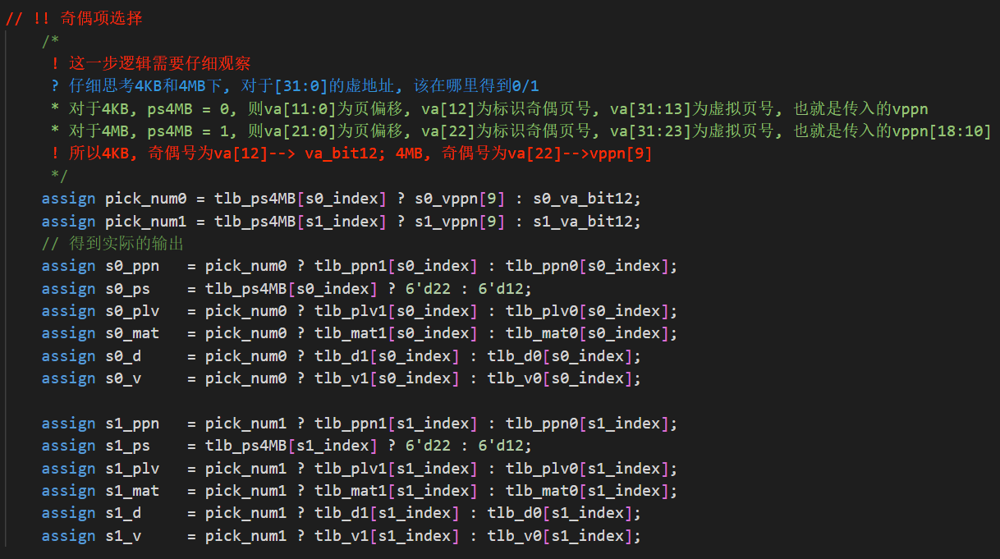 // !! 奇偶项选择
/*
! 这一步逻辑需要仔细观察
? 仔细思考4KB和4MB下, 对于[31:0]的虚地址, 该在哪里得到0/1
* 对于4KB, ps4MB = 0, 则va[11:0]为页偏移, va[12]为标识奇偶页号, va[31:13]为虚拟页号, 也就是传入的vppn
* 对于4MB, ps4MB = 1, 则va[21:0]为页偏移, va[22]为标识奇偶页号, va[31:23]为虚拟页号, 也就是传入的vppn[18:10]
! 所以4KB, 奇偶号为va[12]--> va_bit12; 4MB, 奇偶号为va[22]-->vppn[9]
*/
assign pick_num0 = tlb_ps4MB[s0_index] ? s0_vppn[9] : s0_va_bit12;
assign pick_num1 = tlb_ps4MB[s1_index] ? s1_vppn[9] : s1_va_bit12;
// 得到实际的输出
assign s0_ppn   = pick_num0 ? tlb_ppn1[s0_index] : tlb_ppn0[s0_index];
assign s0_ps    = tlb_ps4MB[s0_index] ? 6'd22 : 6'd12;
assign s0_plv   = pick_num0 ? tlb_plv1[s0_index] : tlb_plv0[s0_index];
assign s0_mat   = pick_num0 ? tlb_mat1[s0_index] : tlb_mat0[s0_index];
assign s0_d     = pick_num0 ? tlb_d1[s0_index] : tlb_d0[s0_index];
assign s0_v     = pick_num0 ? tlb_v1[s0_index] : tlb_v0[s0_index];
assign s1_ppn   = pick_num1 ? tlb_ppn1[s1_index] : tlb_ppn0[s1_index];
assign s1_ps    = tlb_ps4MB[s1_index] ? 6'd22 : 6'd12;
assign s1_plv   = pick_num1 ? tlb_plv1[s1_index] : tlb_plv0[s1_index];
assign s1_mat   = pick_num1 ? tlb_mat1[s1_index] : tlb_mat0[s1_index];
assign s1_d     = pick_num1 ? tlb_d1[s1_index] : tlb_d0[s1_index];
assign s1_v     = pick_num1 ? tlb_v1[s1_index] : tlb_v0[s1_index];